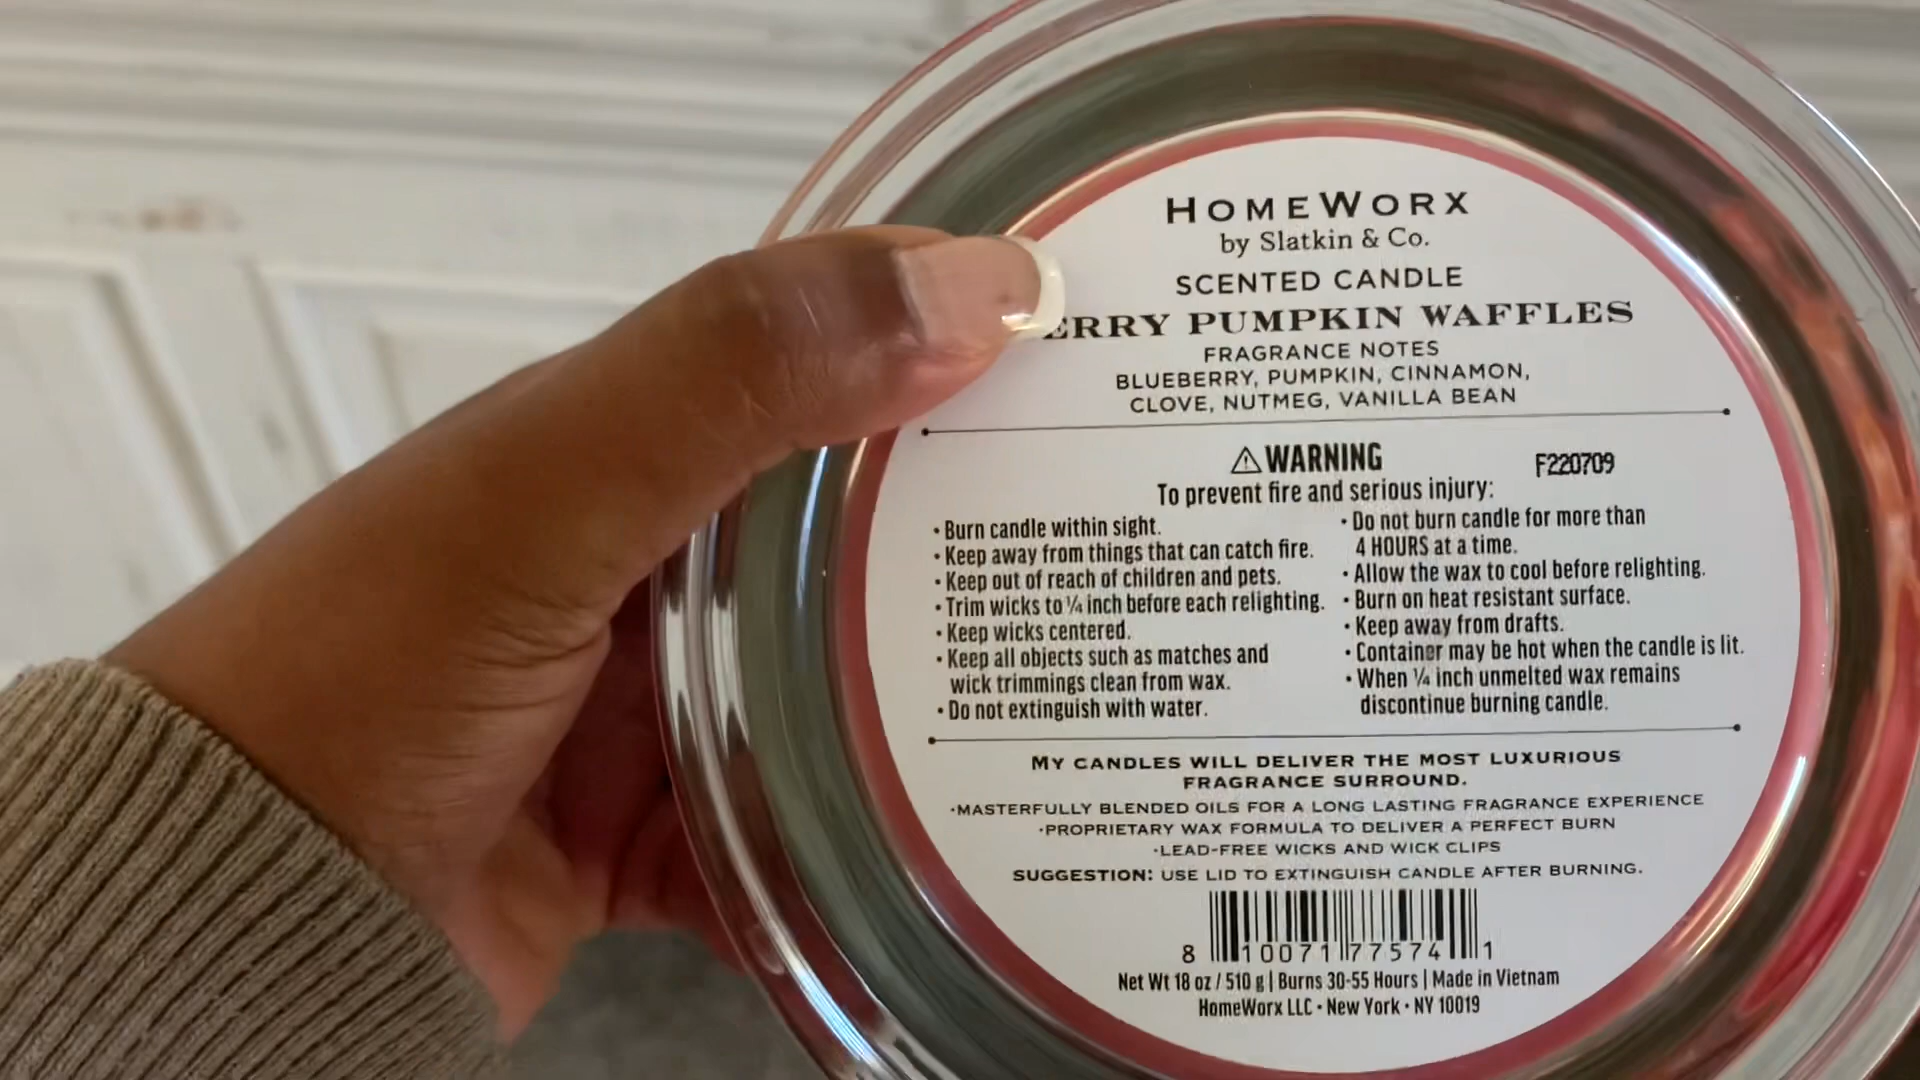 HOMEWORX
by Slatkin & Co.
SCENTED CANDLE
ERRY PUMPKIN WAFFLES
FRAGRANCE NOTES
BLUEBERRY, PUMPKIN, CINNAMON,
CLOVE, NUTMEG, VANILLA BEAN
⚠ WARNING
F220709
To prevent fire and serious injury:
• Burn candle within sight.
• Keep away from things that can catch fire.
• Keep out of reach of children and pets.
• Trim wicks to ¼ inch before each relighting.
• Keep wicks centered.
• Keep all objects such as matches and
wick trimmings clean from wax.
• Do not extinguish with water.
• Do not burn candle for more than
4 HOURS at a time.
• Allow the wax to cool before relighting.
• Burn on heat resistant surface.
• Keep away from drafts.
• Container may be hot when the candle is lit.
• When ¼ inch unmelted wax remains
discontinue burning candle.
MY CANDLES WILL DELIVER THE MOST LUXURIOUS
FRAGRANCE SURROUND.
•MASTERFULLY BLENDED OILS FOR A LONG LASTING FRAGRANCE EXPERIENCE
•PROPRIETARY WAX FORMULA TO DELIVER A PERFECT BURN
•LEAD-FREE WICKS AND WICK CLIPS
SUGGESTION: USE LID TO EXTINGUISH CANDLE AFTER BURNING.
8 10071 77574 1
Net Wt 18 oz / 510 g | Burns 30-55 Hours | Made in Vietnam
HomeWorx LLC • New York • NY 10019